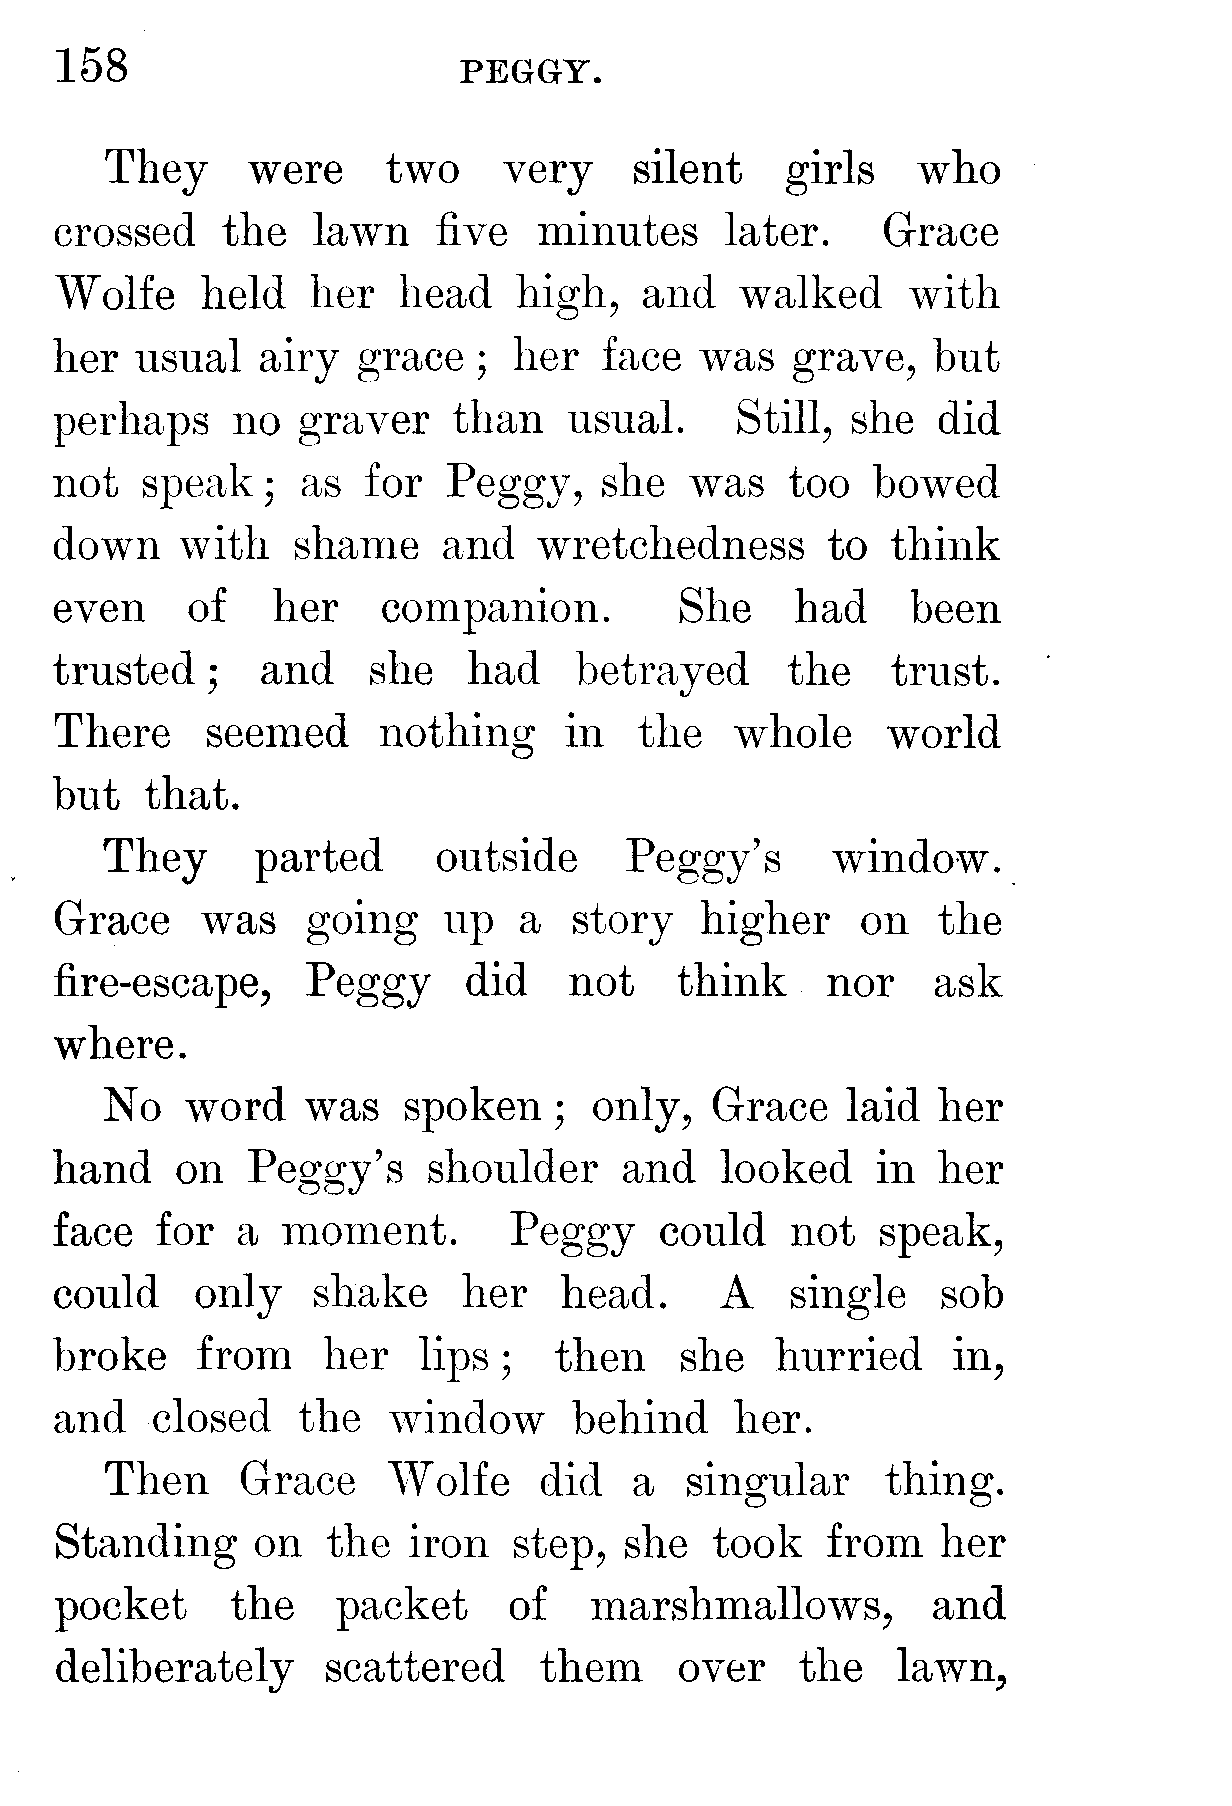 158 PEGGY.
They were two very silent girls who
crossed the lawn five minutes later. Grace
Wolfe held her head high, and walked with
her usual airy grace ; her face was grave, but
perhaps no graver than usual. Still, she did
not speak ; as for Peggy, she was too bowed
down with shame and wretchedness to think
even of her companion. She had been
trusted ; and she had betrayed the trust.
There seemed nothing in the whole world
but that.
They parted outside Peggy's window.
Grace was going up a story higher on the
fire-escape, Peggy did not think nor ask
where.
No word was spoken ; only, Grace laid her
hand on Peggy's shoulder and looked in her
face for a moment. Peggy could not speak,
could only shake her head. A single sob
broke from her lips ; then she hurried in,
and closed the window behind her.
Then Grace Wolfe did a singular thing.
Standing on the iron step, she took from her
pocket the packet of marshmallows, and
deliberately scattered them over the lawn,